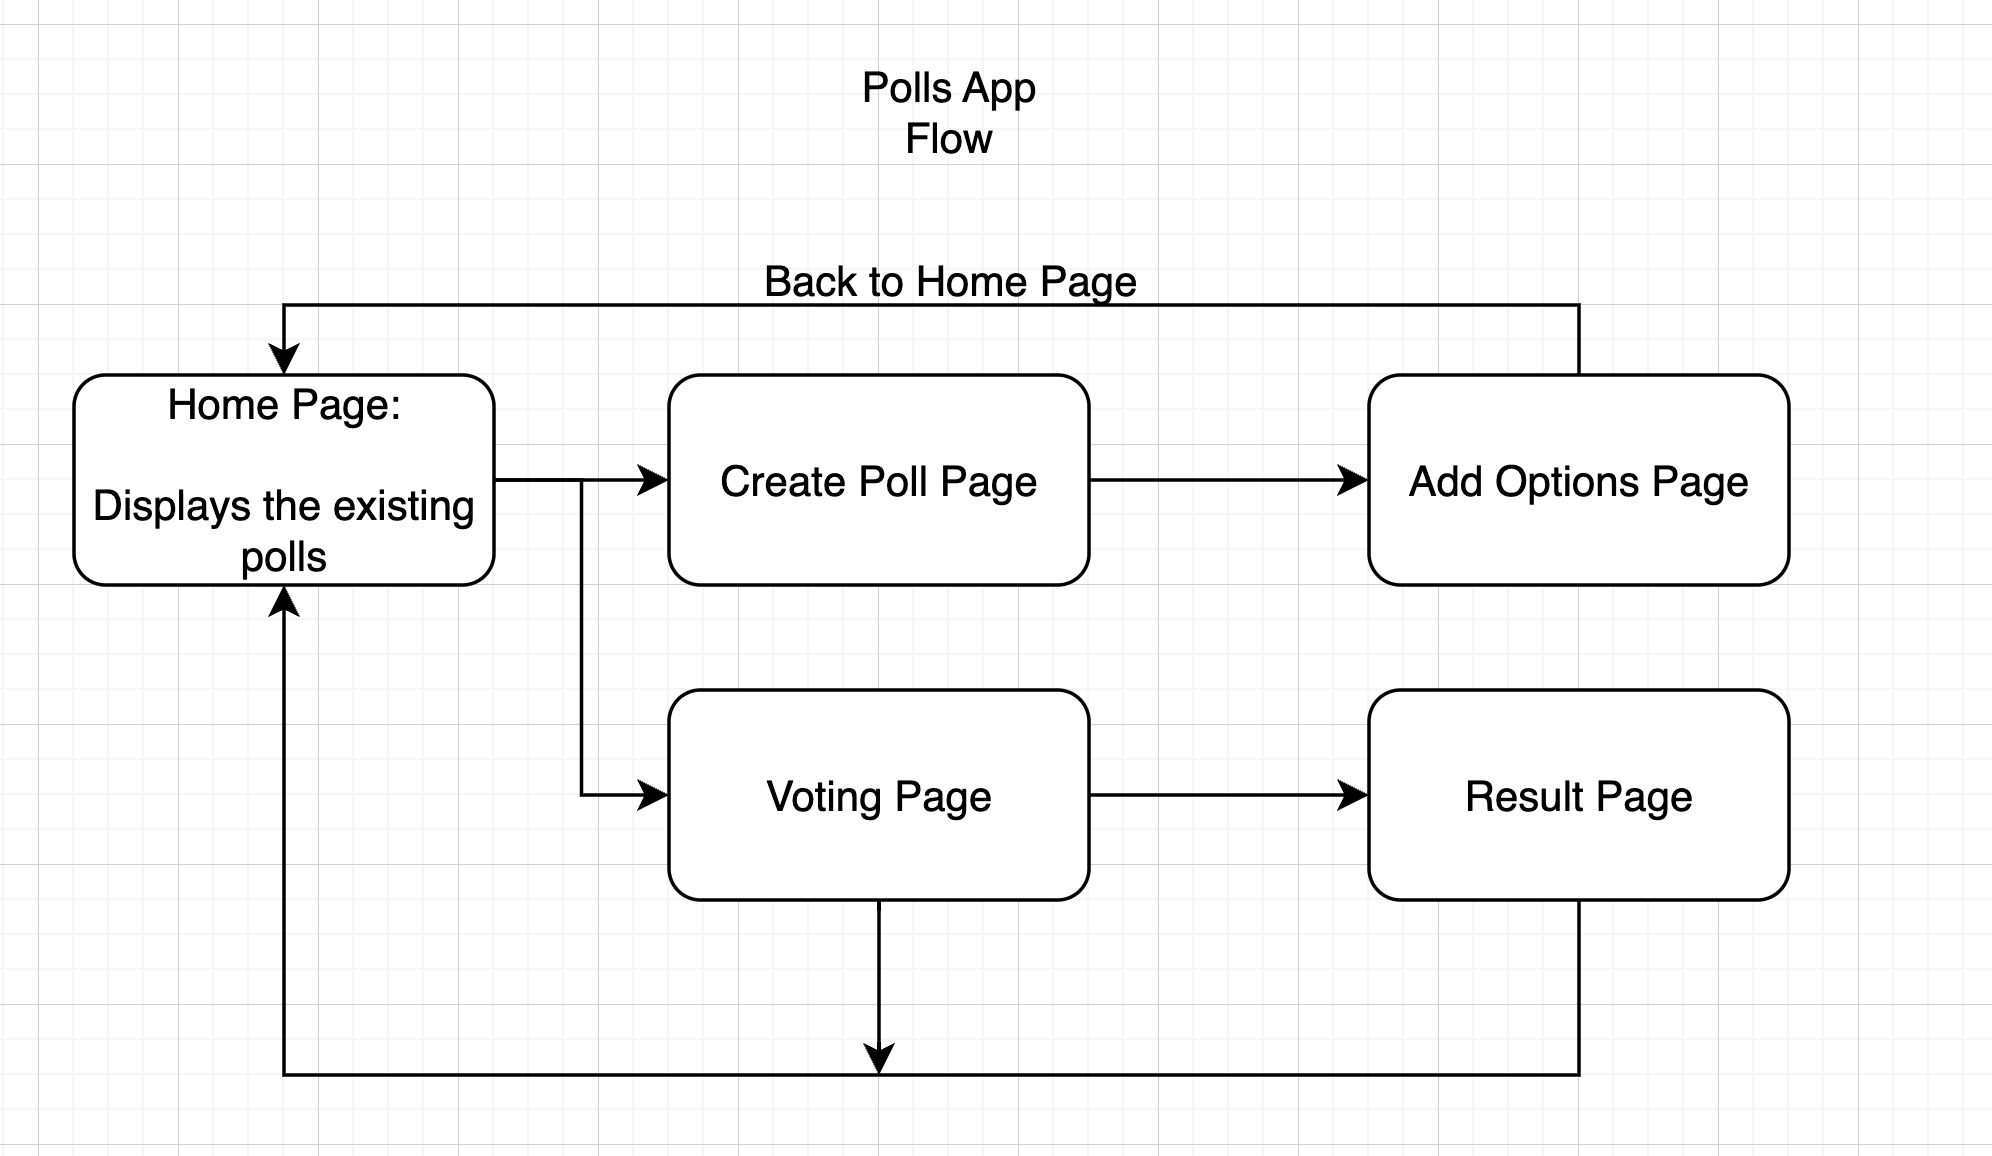 Polls App
Flow
Back to Home Page
Home Page:
Displays the existing
polls
Create Poll Page
Add Options Page
Voting Page
Result Page